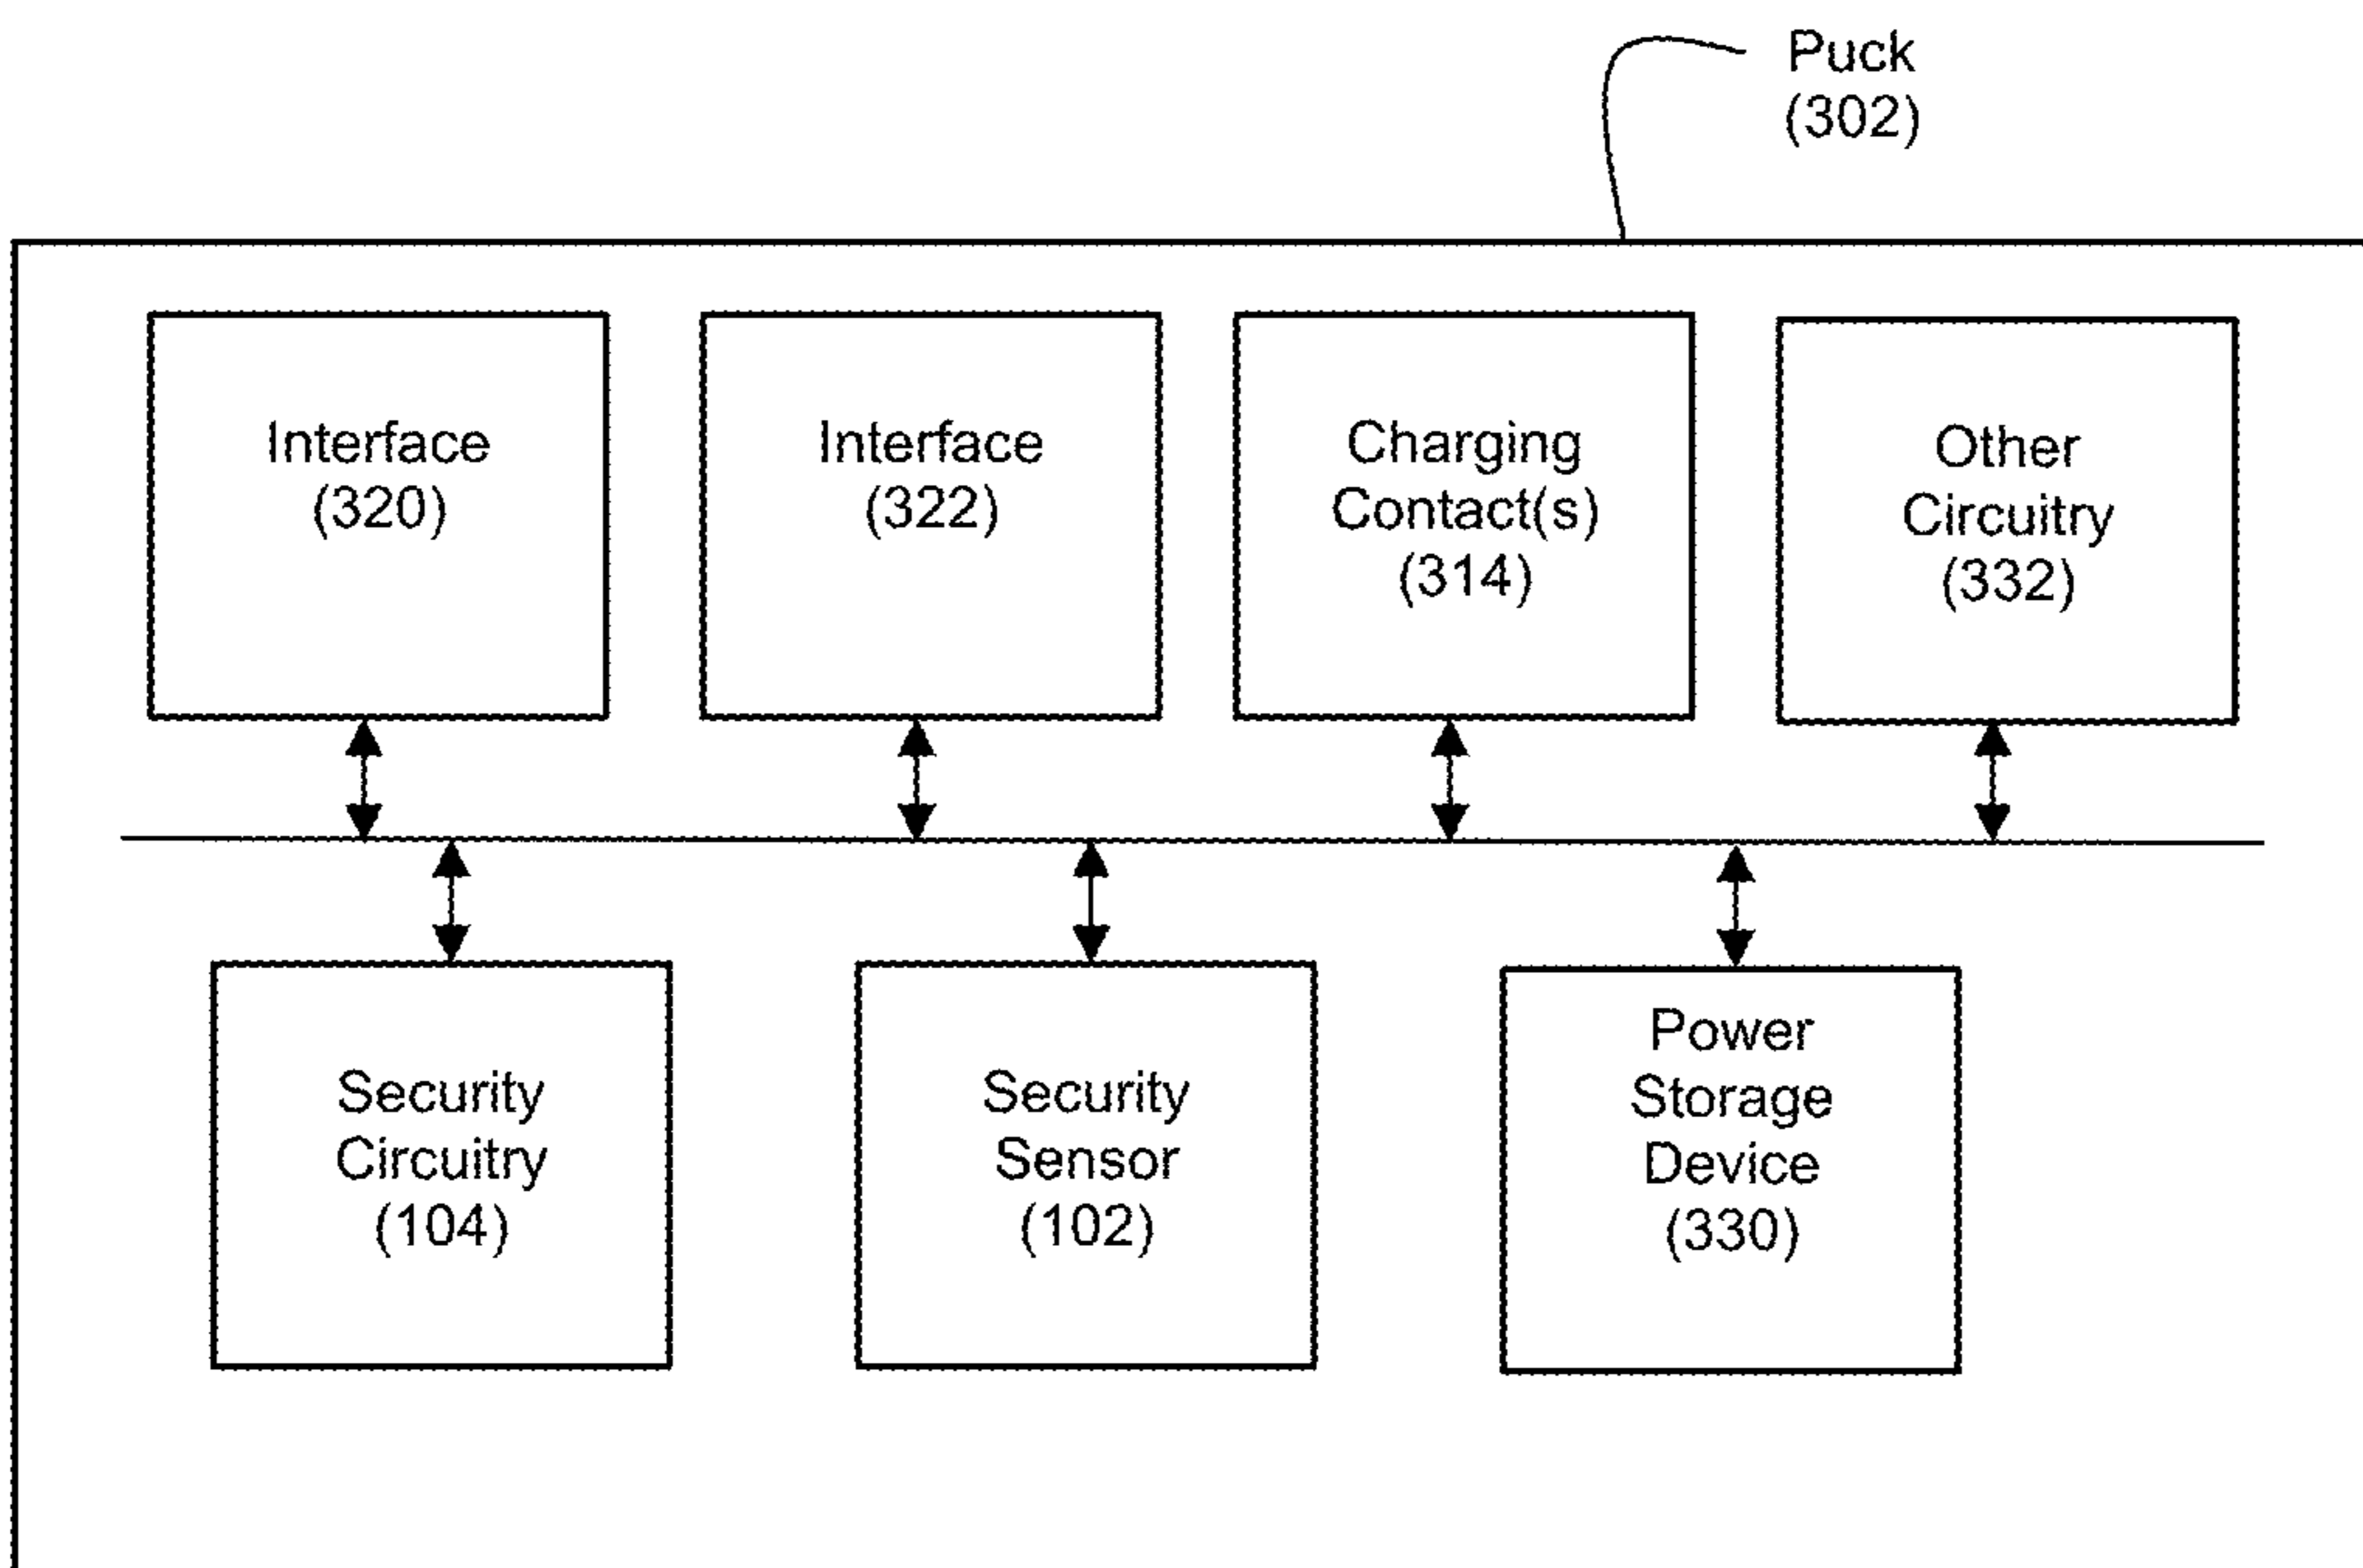 Puck
(302)
Interface
(320)
Interface
(322)
Charging
Contact(s)
(314)
Other
Circuitry
(332)
Security
Circuitry
(104)
Security
Sensor
(102)
Power
Storage
Device
(330)